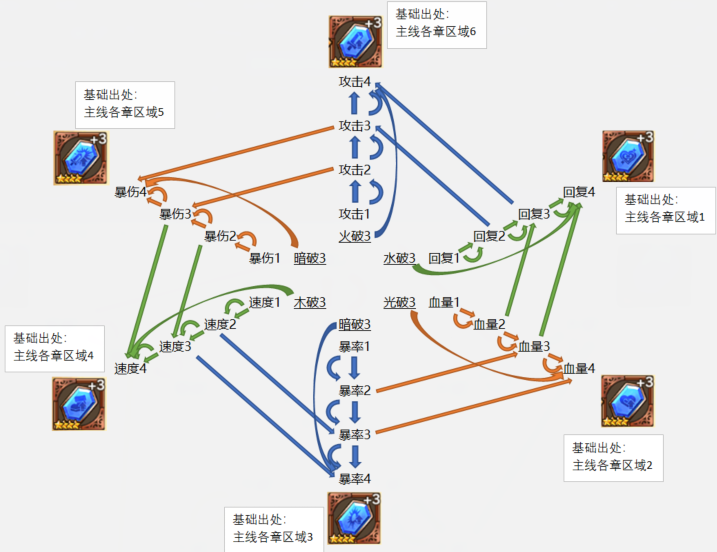 基础出处：
主线各章区域6
+3
攻击4
基础出处：
主线各章区域5
+3
攻击3
+3
基础出处：
主线各章区域1
攻击2
暴伤4
回复4
暴伤3
攻击1
回复3
暴伤2
火破3
回复2
暴伤1
暗破3
水破3
回复1
速度1
木破3
光破3
血量1
速度2
暗破3
血量2
基础出处：
主线各章区域4
速度3
暴率1
血量3
速度4
血量4
+3
暴率2
+3
暴率3
基础出处：
主线各章区域2
暴率4
+3
基础出处：
主线各章区域3